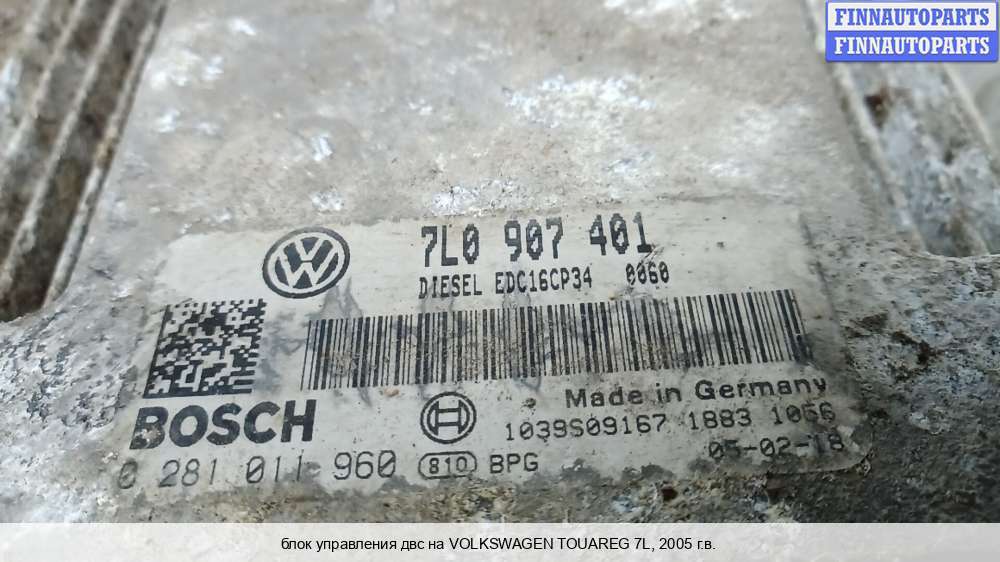 FINNAUTOPARTS
FINNAUTOPARTS
7L0 907 401
DIESEL EDC16CP34 0060
Made in Germany
BOSCH
1039S09167 1883 1056
05-02-18
0 281 011 960 810 BPG
блок управления двс на VOLKSWAGEN TOUAREG 7L, 2005 г.в.